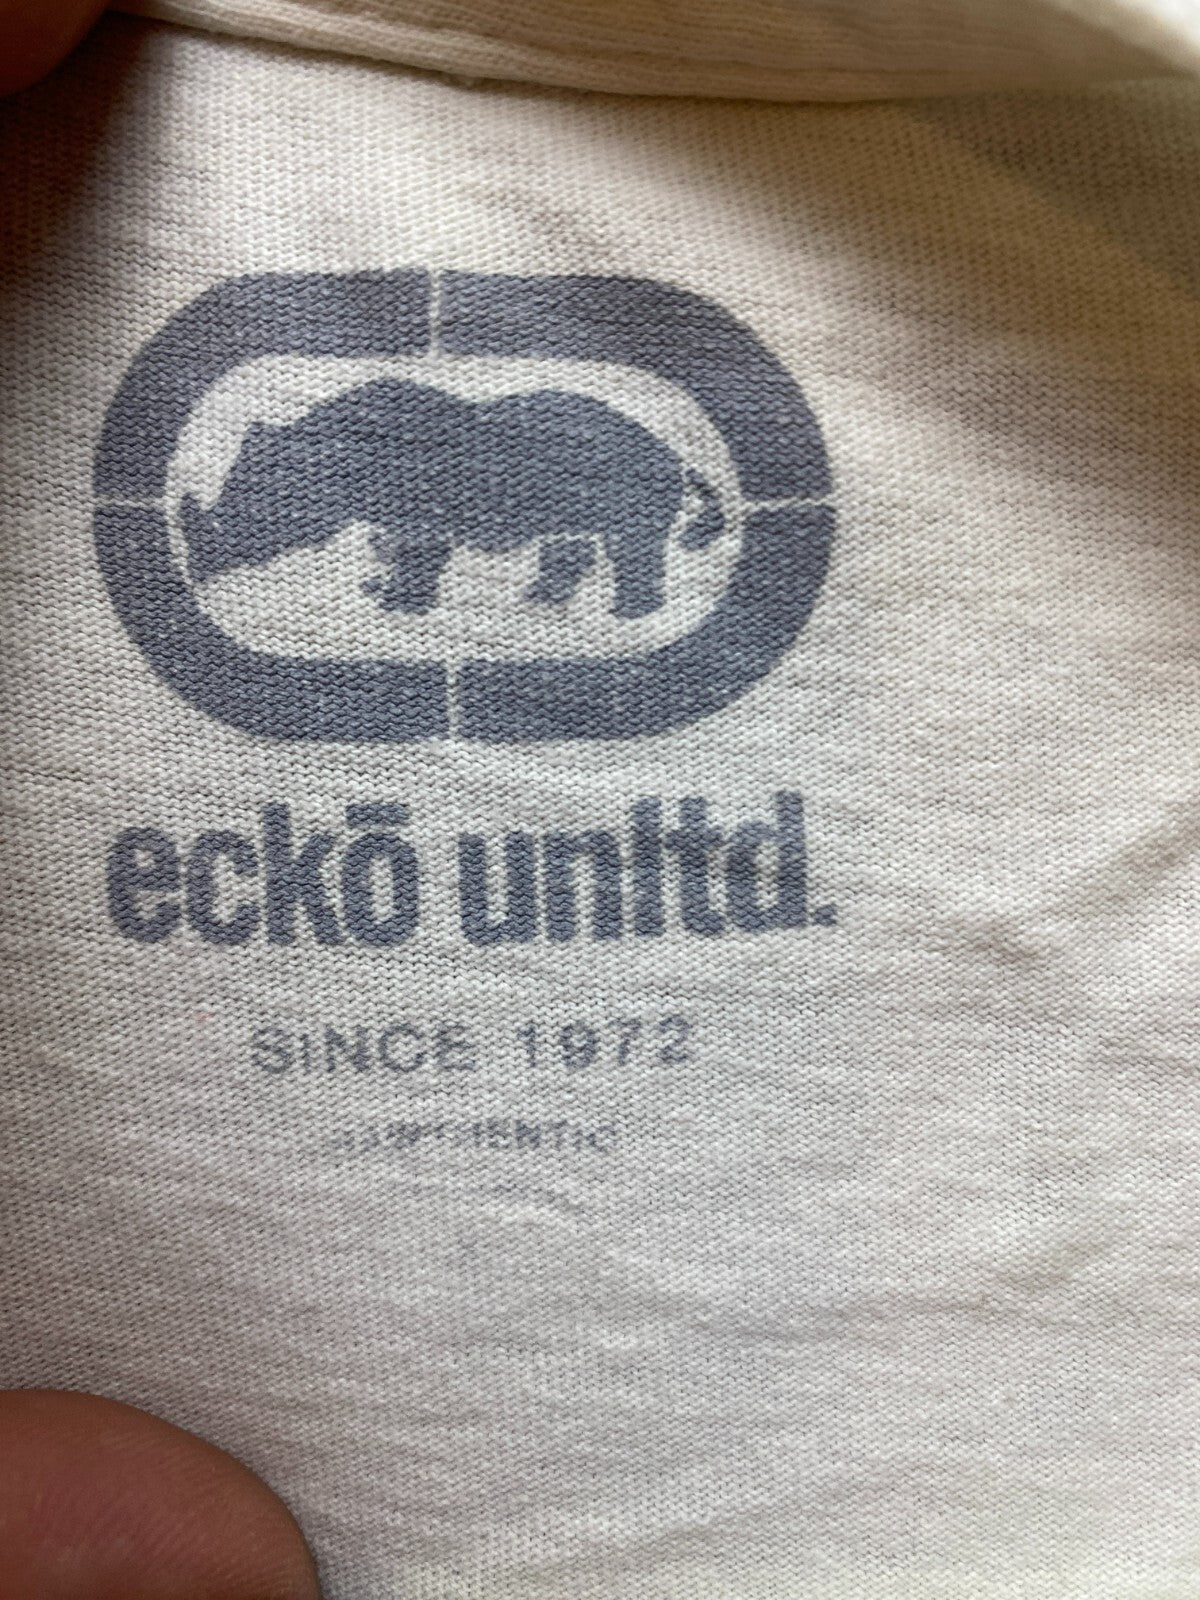 eckō unltd.
SINCE 1972